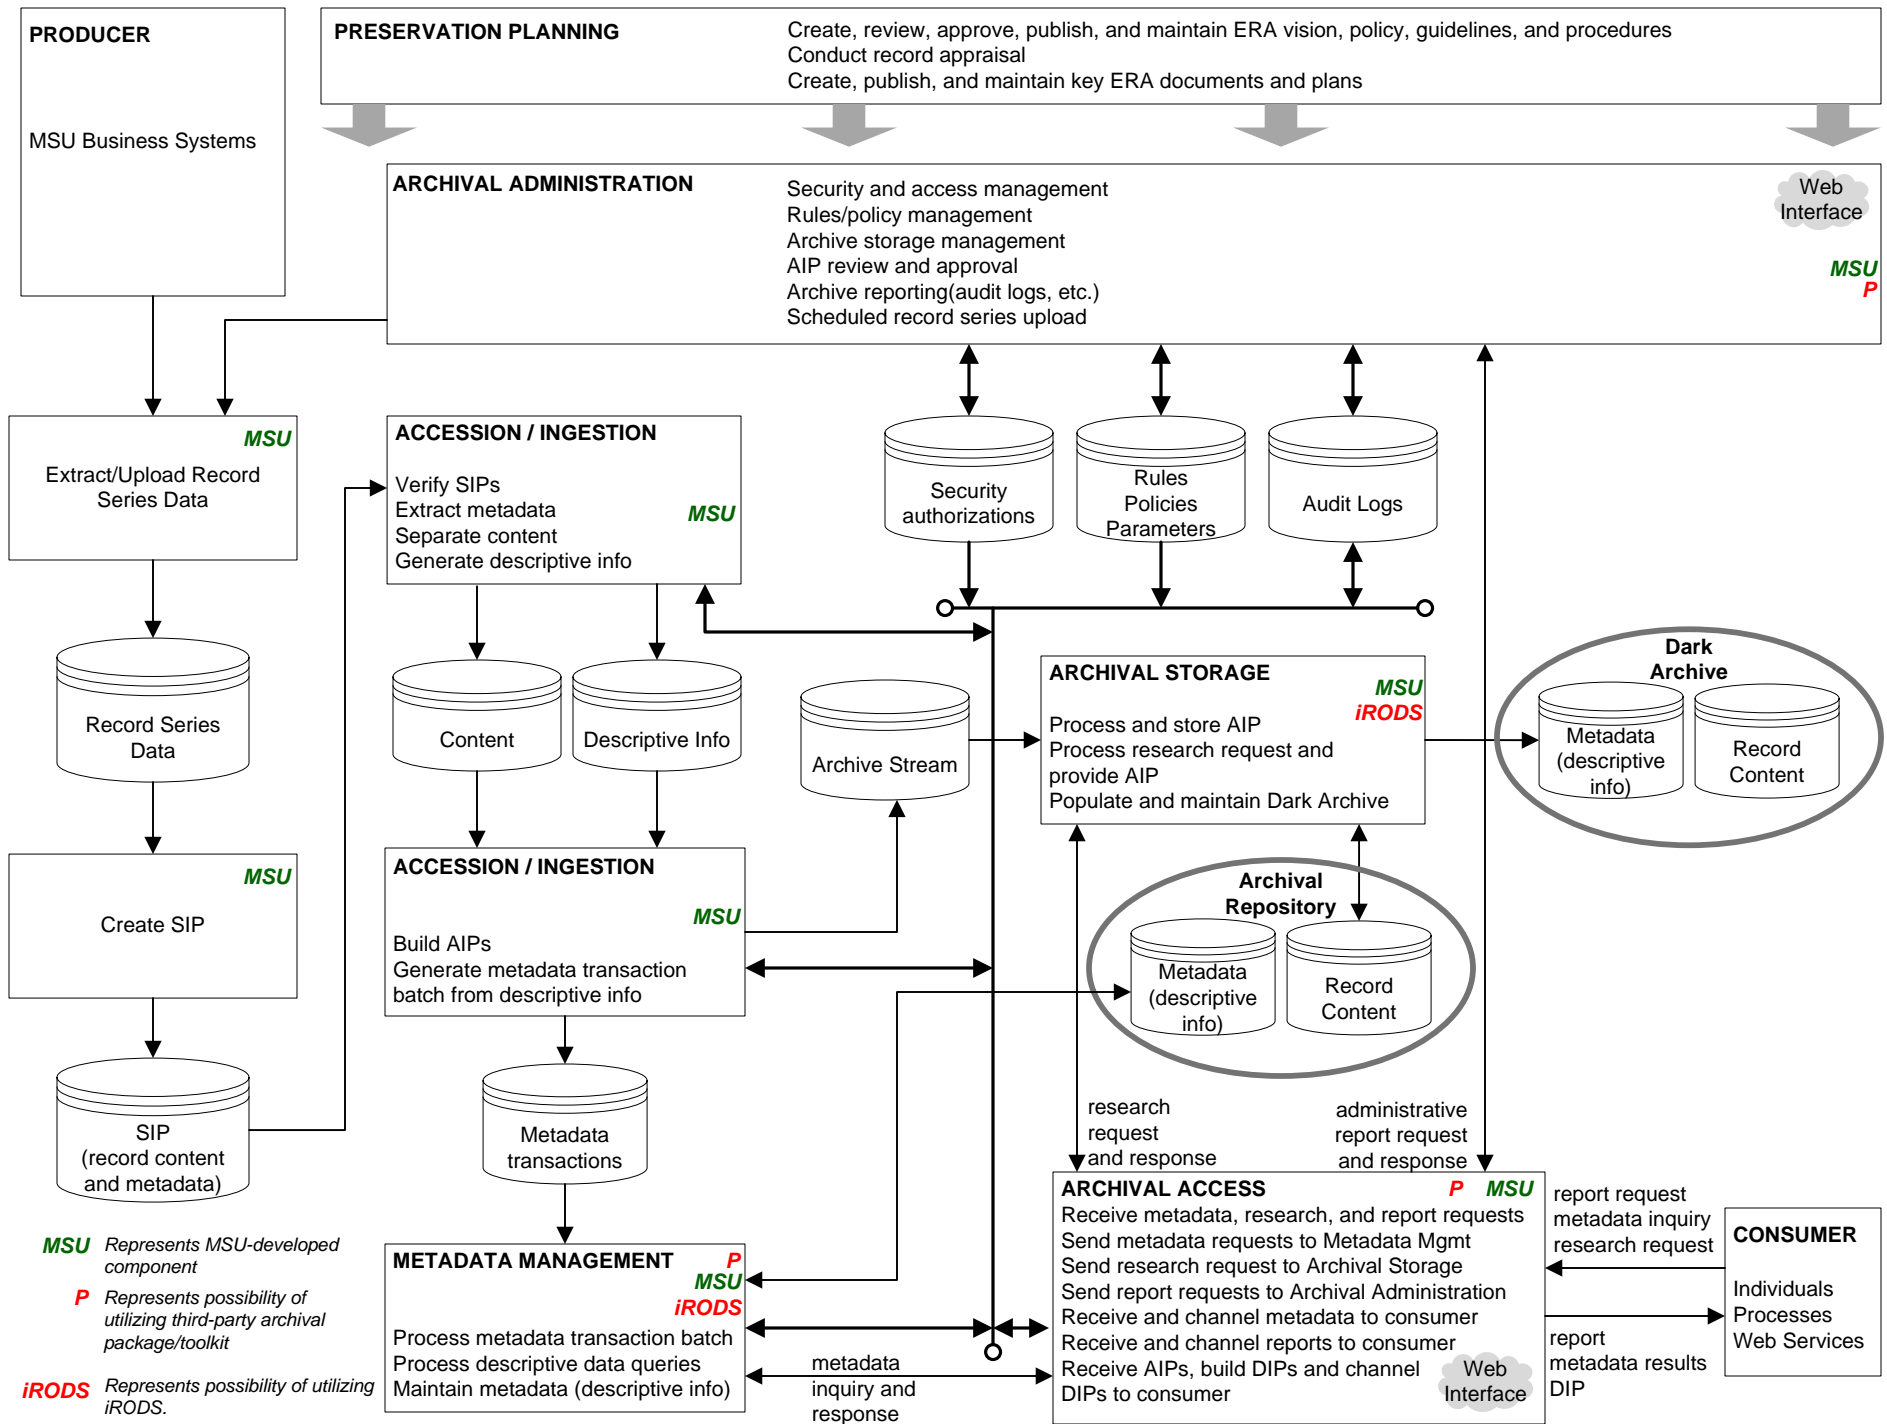 PRODUCER
MSU Business Systems
PRESERVATION PLANNING
Create, review, approve, publish, and maintain ERA vision, policy, guidelines, and procedures
Conduct record appraisal
Create, publish, and maintain key ERA documents and plans
ARCHIVAL ADMINISTRATION
Security and access management
Rules/policy management
Archive storage management
AIP review and approval
Archive reporting(audit logs, etc.)
Scheduled record series upload
Web
Interface
MSU
P
MSU
Extract/Upload Record
Series Data
ACCESSION / INGESTION
Verify SIPs
Extract metadata
Separate content
Generate descriptive info
MSU
Security
authorizations
Rules
Policies
Parameters
Audit Logs
Record Series
Data
Content
Descriptive Info
Archive Stream
ARCHIVAL STORAGE
MSU
iRODS
Process and store AIP
Process research request and
provide AIP
Populate and maintain Dark Archive
Dark
Archive
Metadata
(descriptive
info)
Record
Content
MSU
Create SIP
ACCESSION / INGESTION
MSU
Build AIPs
Generate metadata transaction
batch from descriptive info
Archival
Repository
Metadata
(descriptive
info)
Record
Content
SIP
(record content
and metadata)
Metadata
transactions
research
request
and response
administrative
report request
and response
METADATA MANAGEMENT
P
MSU
iRODS
Process metadata transaction batch
Process descriptive data queries
Maintain metadata (descriptive info)
metadata
inquiry and
response
ARCHIVAL ACCESS
P MSU
Receive metadata, research, and report requests
Send metadata requests to Metadata Mgmt
Send research request to Archival Storage
Send report requests to Archival Administration
Receive and channel metadata to consumer
Receive and channel reports to consumer
Receive AIPs, build DIPs and channel
DIPs to consumer
Web
Interface
report request
metadata inquiry
research request
report
metadata results
DIP
CONSUMER
Individuals
Processes
Web Services
MSU Represents MSU-developed
component
P Represents possibility of
utilizing third-party archival
package/toolkit
iRODS Represents possibility of utilizing
iRODS.